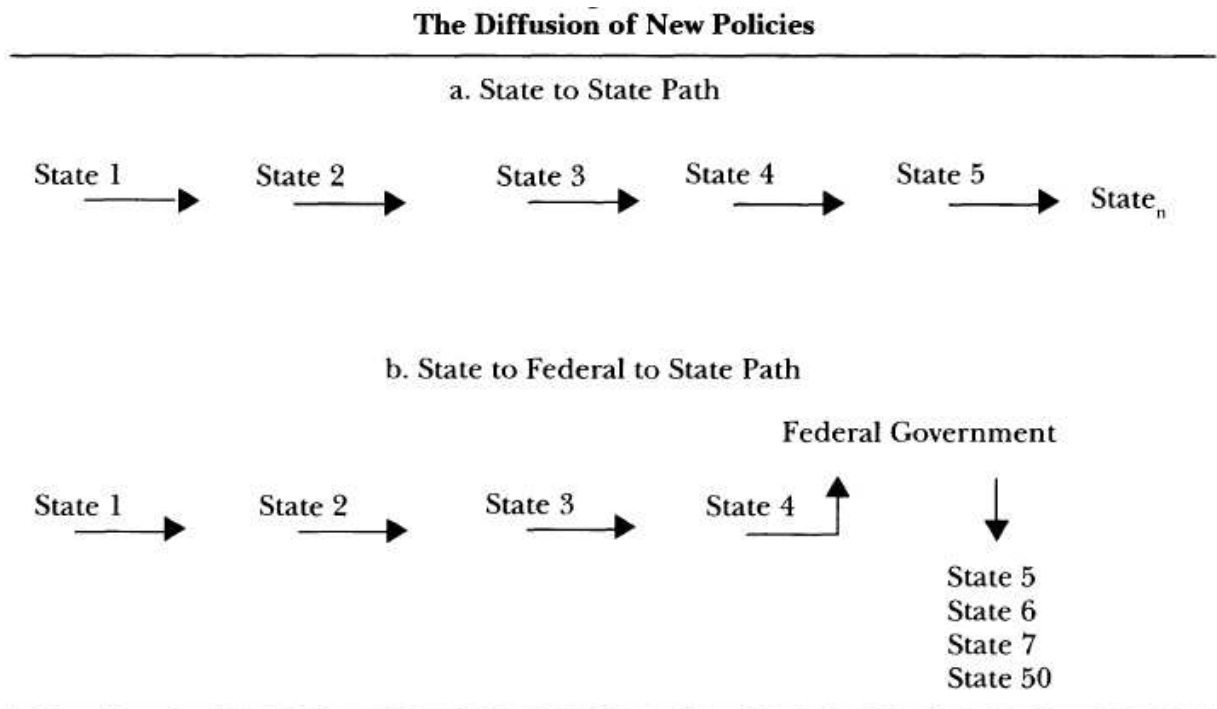 The Diffusion of New Policies
a. State to State Path
State 1 State 2 State 3 State 4 State 5 Stateₙ
b. State to Federal to State Path
Federal Government
State 1 State 2 State 3 State 4
State 5
State 6
State 7
State 50